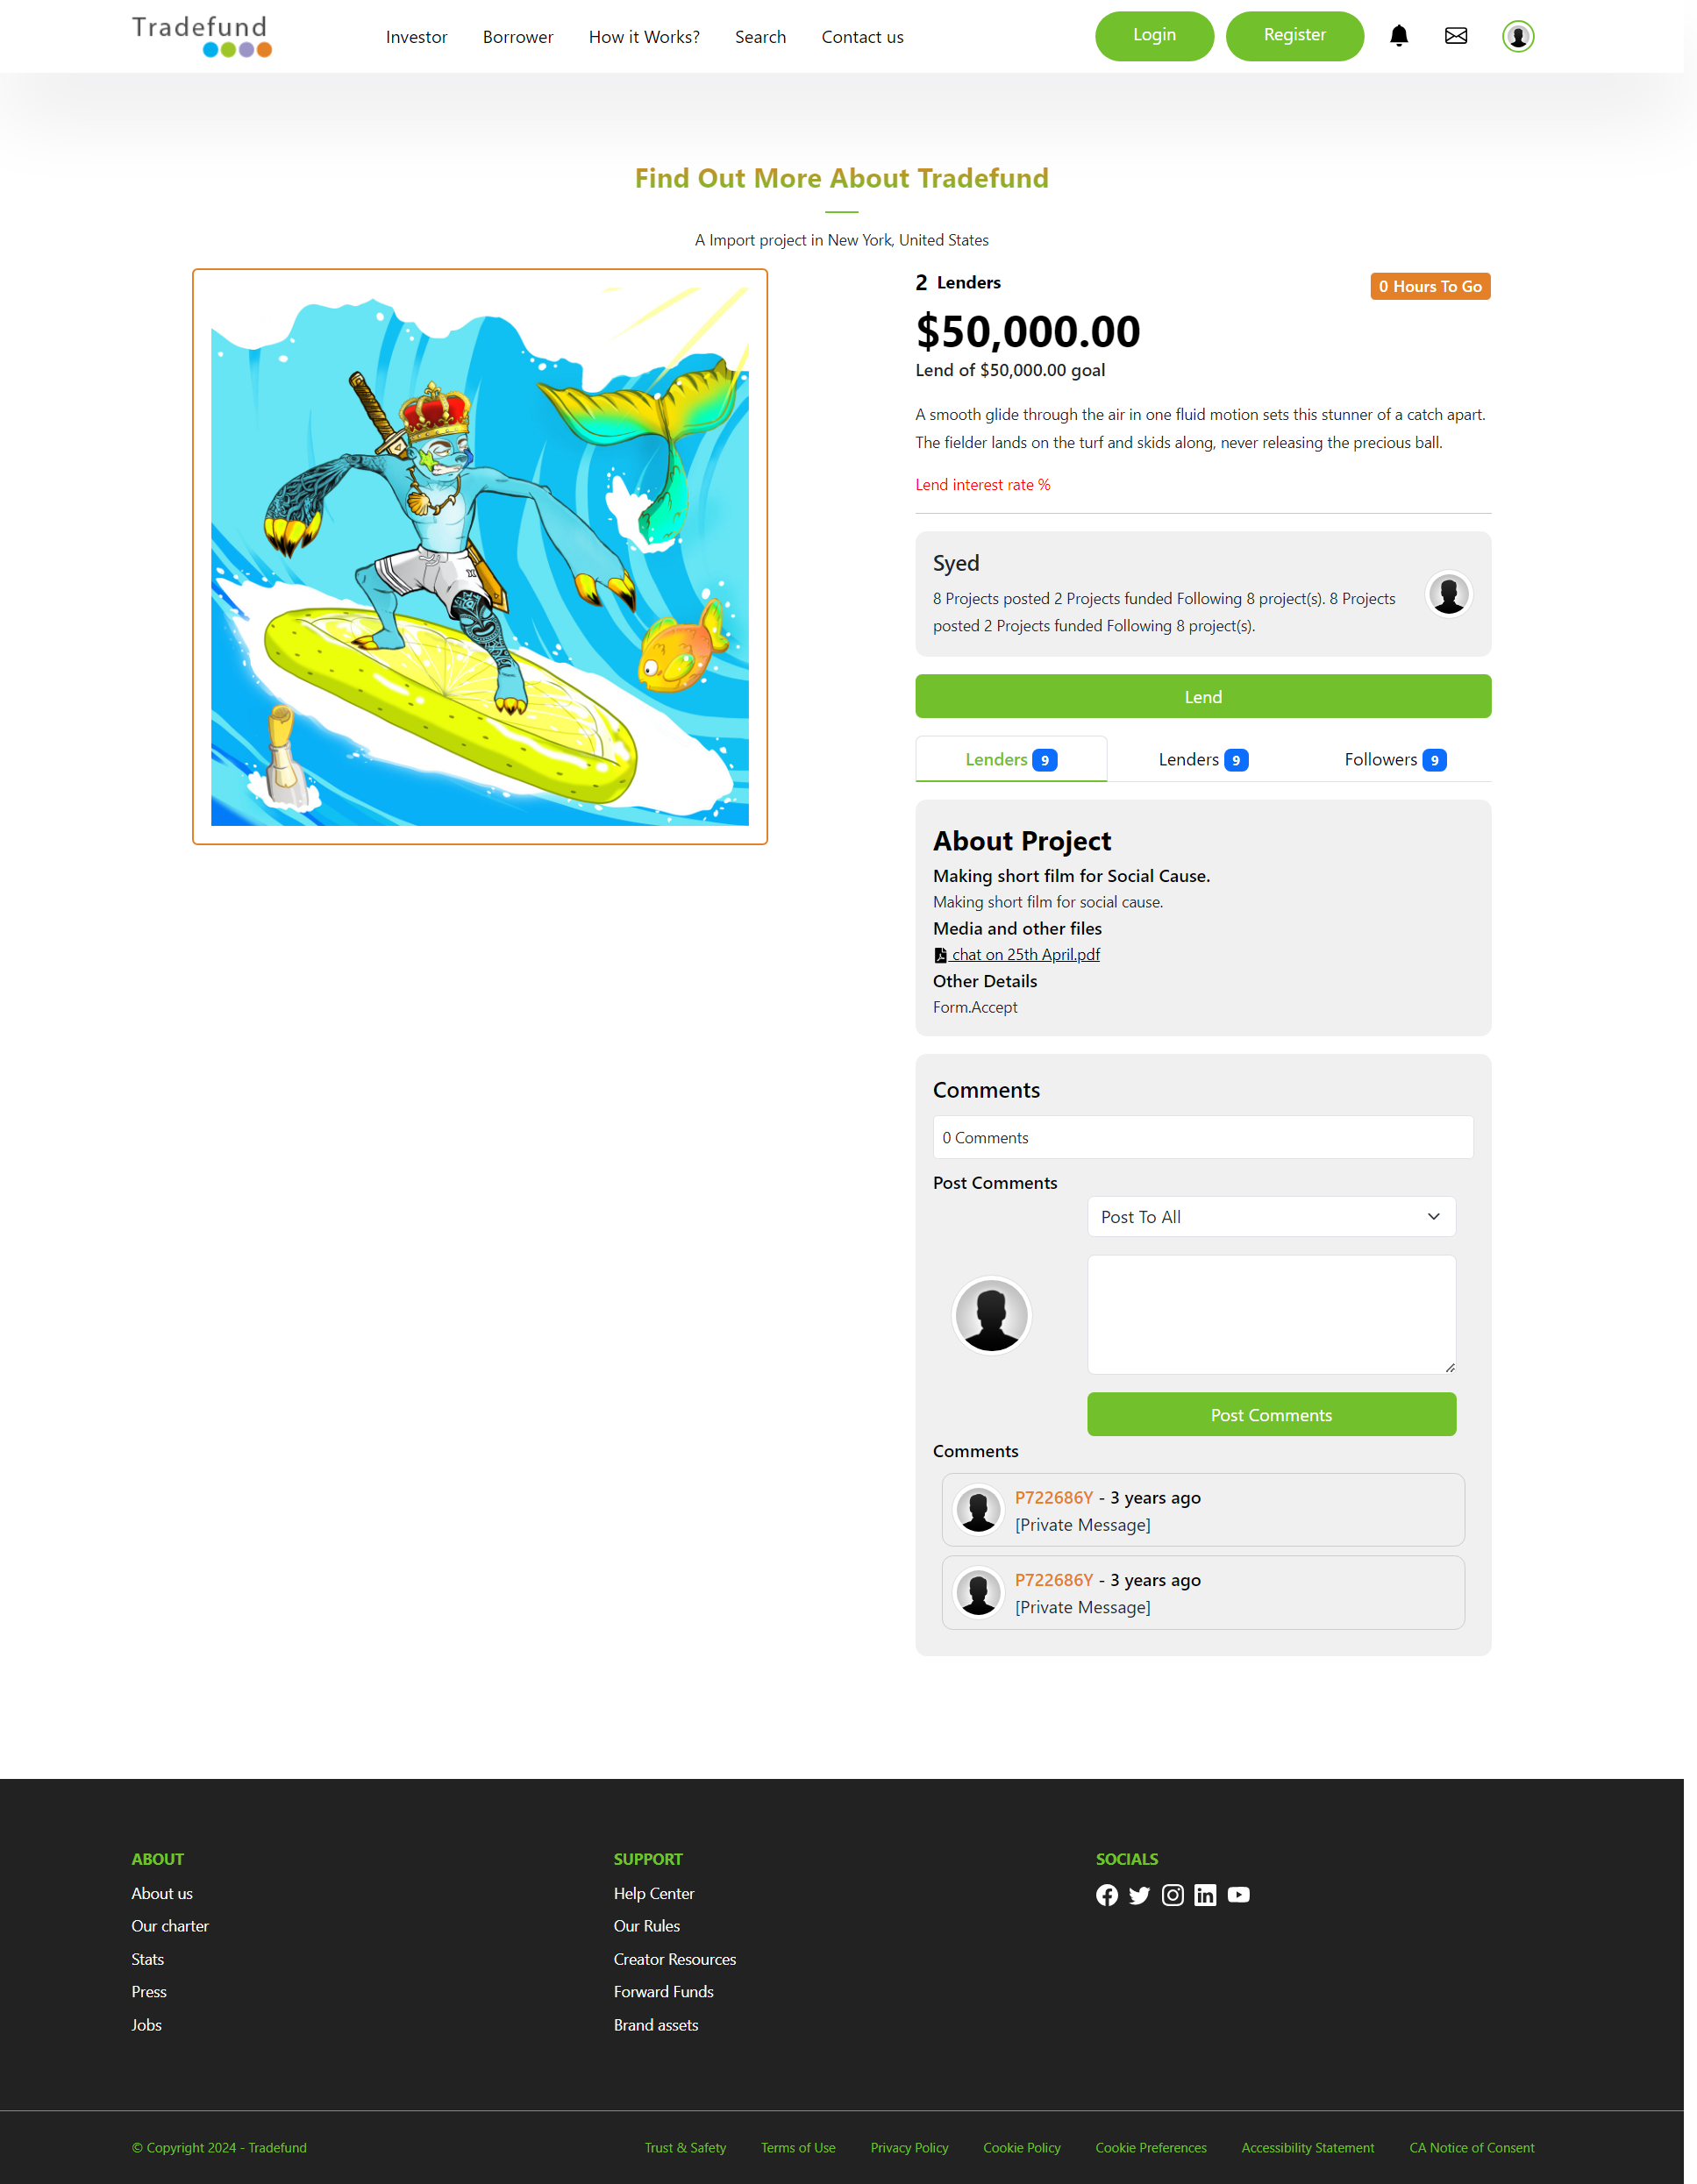 Tradefund
Investor
Borrower
How it Works?
Search
Contact us
Login
Register
Find Out More About Tradefund
A Import project in New York, United States
2 Lenders
0 Hours To Go
$50,000.00
Lend of $50,000.00 goal
A smooth glide through the air in one fluid motion sets this stunner of a catch apart.
The fielder lands on the turf and skids along, never releasing the precious ball.
Lend interest rate %
Syed
8 Projects posted 2 Projects funded Following 8 project(s). 8 Projects
posted 2 Projects funded Following 8 project(s).
Lend
Lenders 9
Lenders 9
Followers 9
About Project
Making short film for Social Cause.
Making short film for social cause.
Media and other files
chat on 25th April.pdf
Other Details
Form.Accept
Comments
0 Comments
Post Comments
Post To All
Post Comments
Comments
P722686Y - 3 years ago
[Private Message]
P722686Y - 3 years ago
[Private Message]
ABOUT
About us
Our charter
Stats
Press
Jobs
SUPPORT
Help Center
Our Rules
Creator Resources
Forward Funds
Brand assets
SOCIALS
© Copyright 2024 - Tradefund
Trust & Safety
Terms of Use
Privacy Policy
Cookie Policy
Cookie Preferences
Accessibility Statement
CA Notice of Consent